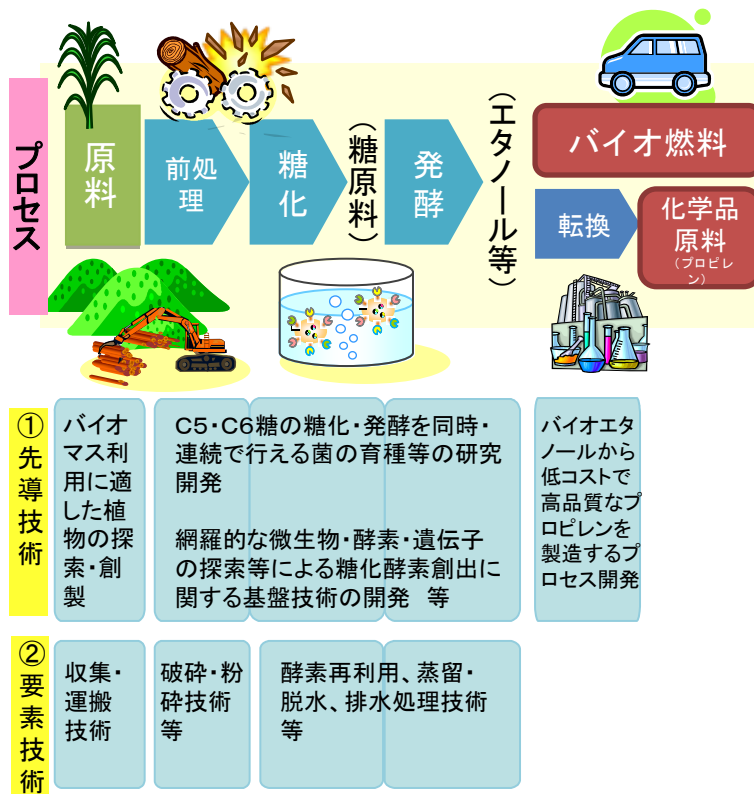 プロセス
原料
前処
理
糖化
(糖原料)
発酵
(エタノール等)
バイオ燃料
転換
化学品
原料
(プロピレ
ン)
①先導技術
バイオ
マス利
用に適
した植
物の探
索・創
製
C5・C6糖の糖化・発酵を同時・
連続で行える菌の育種等の研究
開発
網羅的な微生物・酵素・遺伝子
の探索等による糖化酵素創出に
関する基盤技術の開発 等
バイオエタ
ノールから
低コストで
高品質なプ
ロピレンを
製造するプ
ロセス開発
②要素技術
収集・
運搬
技術
破砕・粉
砕技術
等
酵素再利用、蒸留・
脱水、排水処理技術
等